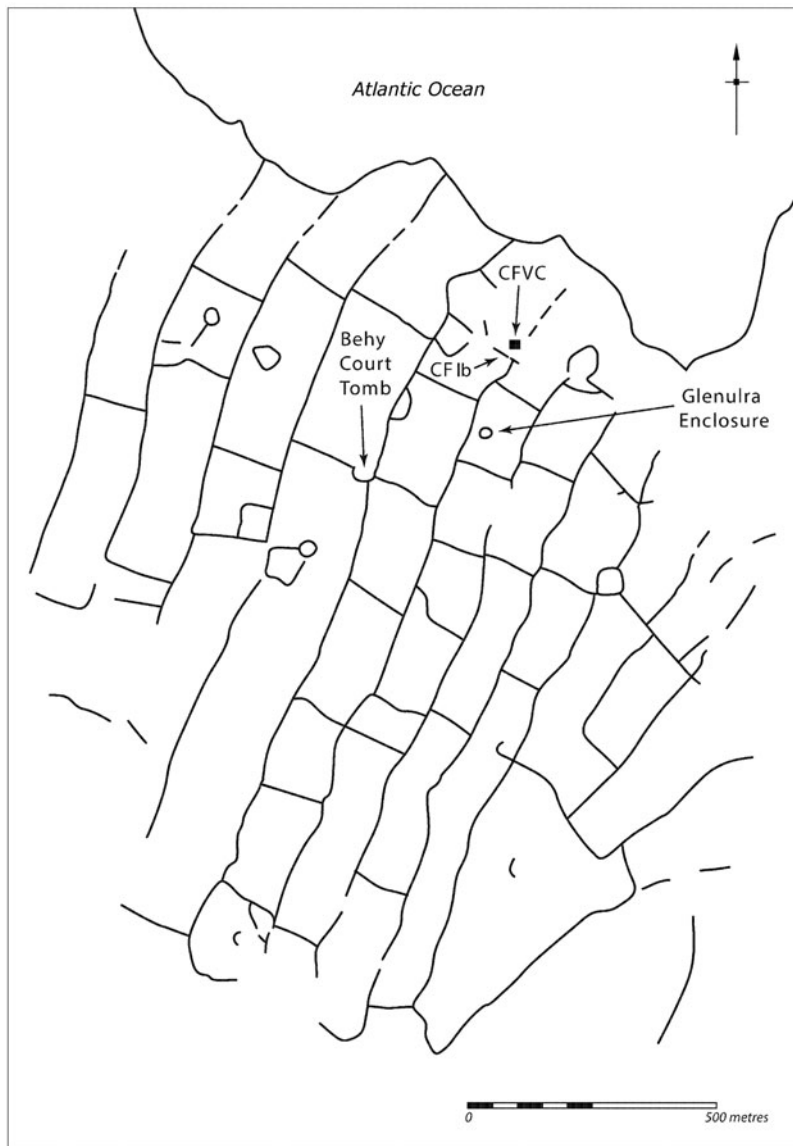 Atlantic Ocean
CFVC
Behy
Court
Tomb
CF Ib
Glenulra
Enclosure
0
500 metres